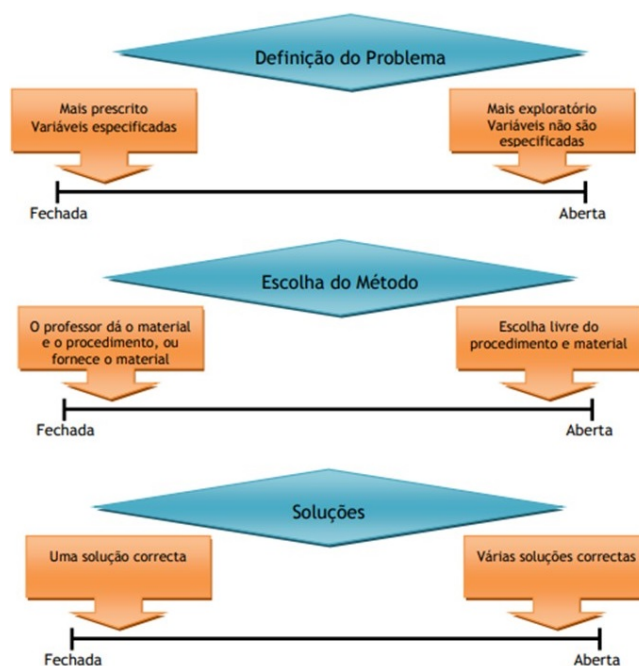 Definição do Problema
Mais prescrito
Variáveis especificadas
Mais exploratório
Variáveis não são
especificadas
Fechada
Aberta
Escolha do Método
O professor dá o material
e o procedimento, ou
fornece o material
Escolha livre do
procedimento e material
Fechada
Aberta
Soluções
Uma solução correcta
Várias soluções correctas
Fechada
Aberta